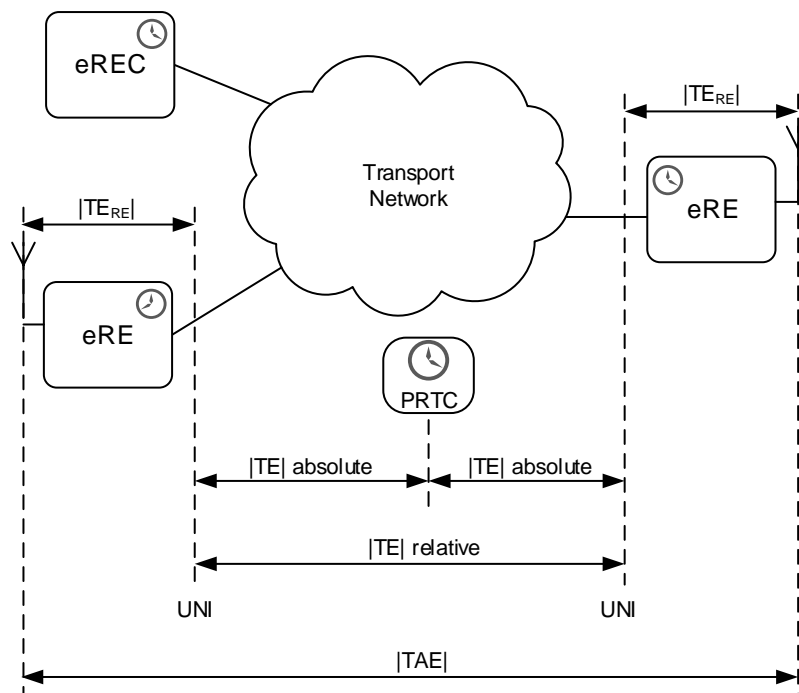 eREC
|TE_RE|
Transport
Network
eRE
|TE_RE|
eRE
PRTC
|TE| absolute
|TE| absolute
|TE| relative
UNI
UNI
|TAE|